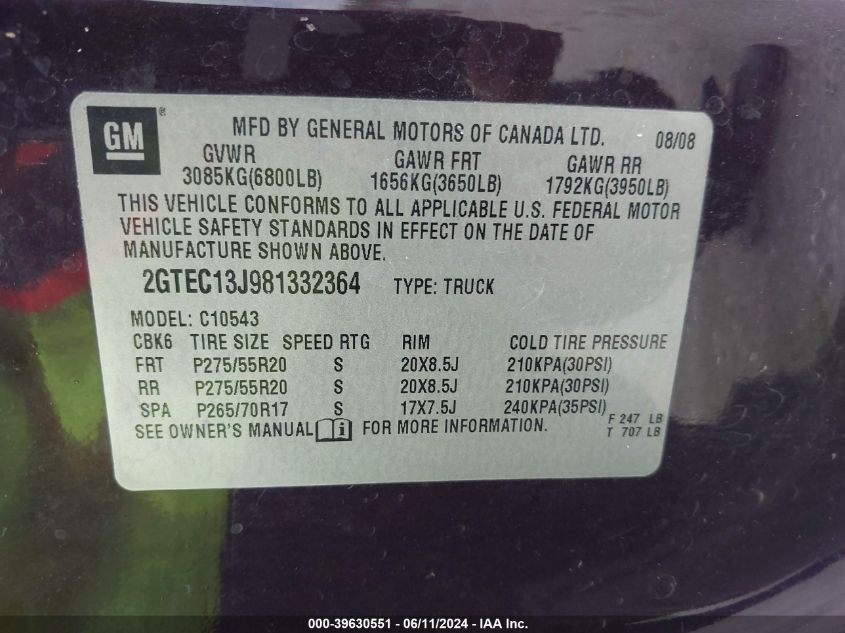 GM®
MFD BY GENERAL MOTORS OF CANADA LTD. 08/08
GVWR GAWR FRT GAWR RR
3085KG(6800LB) 1656KG(3650LB) 1792KG(3950LB)
THIS VEHICLE CONFORMS TO ALL APPLICABLE U.S. FEDERAL MOTOR
VEHICLE SAFETY STANDARDS IN EFFECT ON THE DATE OF
MANUFACTURE SHOWN ABOVE.
2GTEC13J981332364 TYPE: TRUCK
MODEL: C10543
CBK6 TIRE SIZE SPEED RTG RIM COLD TIRE PRESSURE
FRT P275/55R20 S 20X8.5J 210KPA(30PSI)
RR P275/55R20 S 20X8.5J 210KPA(30PSI)
SPA P265/70R17 S 17X7.5J 240KPA(35PSI)
SEE OWNER'S MANUAL i FOR MORE INFORMATION.
F 247 LB
T 707 LB
000-39630551 - 06/11/2024 - IAA Inc.